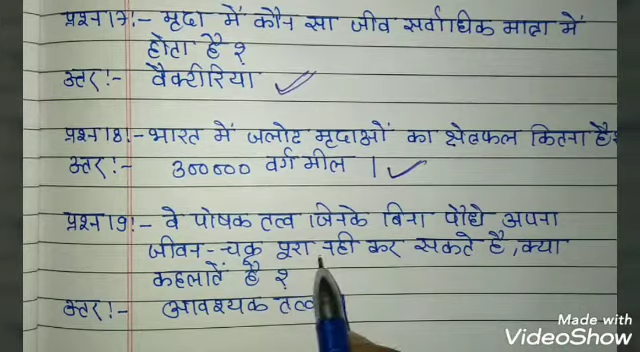 प्रश्न17:- मृदा में कौन सा जीव सर्वाधिक मात्रा में
होता है?
उत्तर:- वैक्टीरिया
प्रश्न18:- भारत में जलोढ मृदाओं का क्षेत्रफल कितना है?
उत्तर:- 300000 वर्ग मील ।
प्रश्न19:- वे पोषक तत्व जिनके बिना पौधे अपना
जीवन-चक्र पूरा नही कर सकते है, क्या
कहलातें है ?
उत्तर:- आवश्यक तत्व ।
Made with
VideoShow